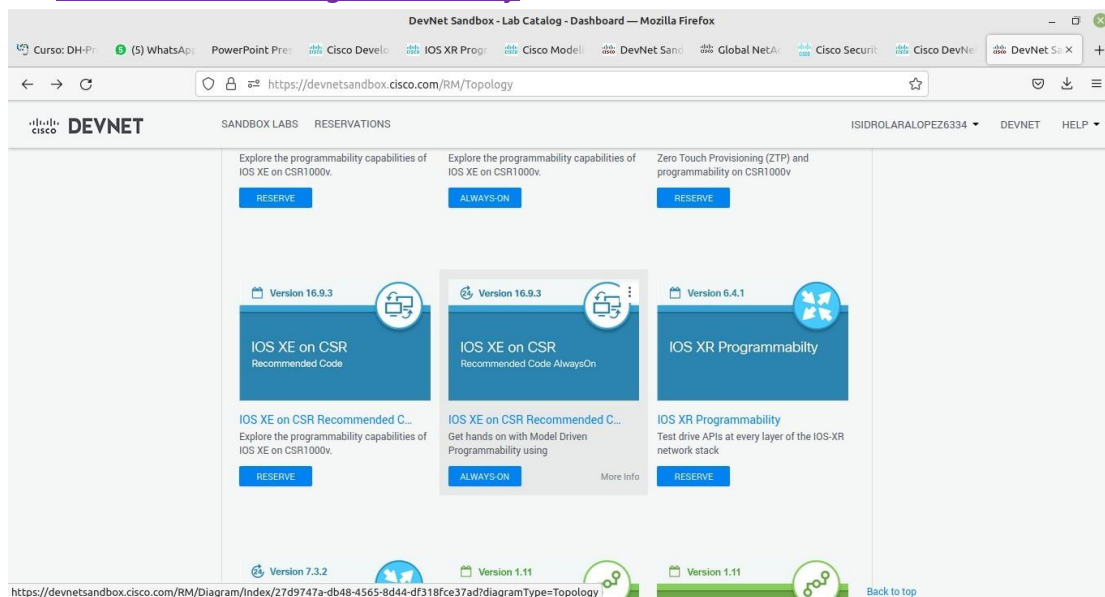 DevNet Sandbox - Lab Catalog - Dashboard — Mozilla Firefox
Curso: DH-Pr (5) WhatsAp PowerPoint Pres Cisco Develo IOS XR Progr Cisco Modeli DevNet Sand Global NetAc Cisco Securit Cisco DevNe DevNet Sa
https://devnetsandbox.cisco.com/RM/Topology
CISCO DEVNET SANDBOX LABS RESERVATIONS ISIDROLARALOPEZ6334 DEVNET HELP
Explore the programmability capabilities of
IOS XE on CSR1000v.
RESERVE
Explore the programmability capabilities of
IOS XE on CSR1000v.
ALWAYS-ON
Zero Touch Provisioning (ZTP) and
programmability on CSR1000v
RESERVE
Version 16.9.3
IOS XE on CSR
Recommended Code
IOS XE on CSR Recommended C...
Explore the programmability capabilities of
IOS XE on CSR1000v.
RESERVE
24 Version 16.9.3
IOS XE on CSR
Recommended Code AlwaysOn
IOS XE on CSR Recommended C...
Get hands on with Model Driven
Programmability using
ALWAYS-ON More Info
Version 6.4.1
IOS XR Programmabilty
IOS XR Programmability
Test drive APIs at every layer of the IOS-XR
network stack
RESERVE
24 Version 7.3.2
Version 1.11
Version 1.11
Back to top
https://devnetsandbox.cisco.com/RM/Diagram/Index/27d9747a-db48-4565-8d44-df318fce37ad?diagramType=Topology